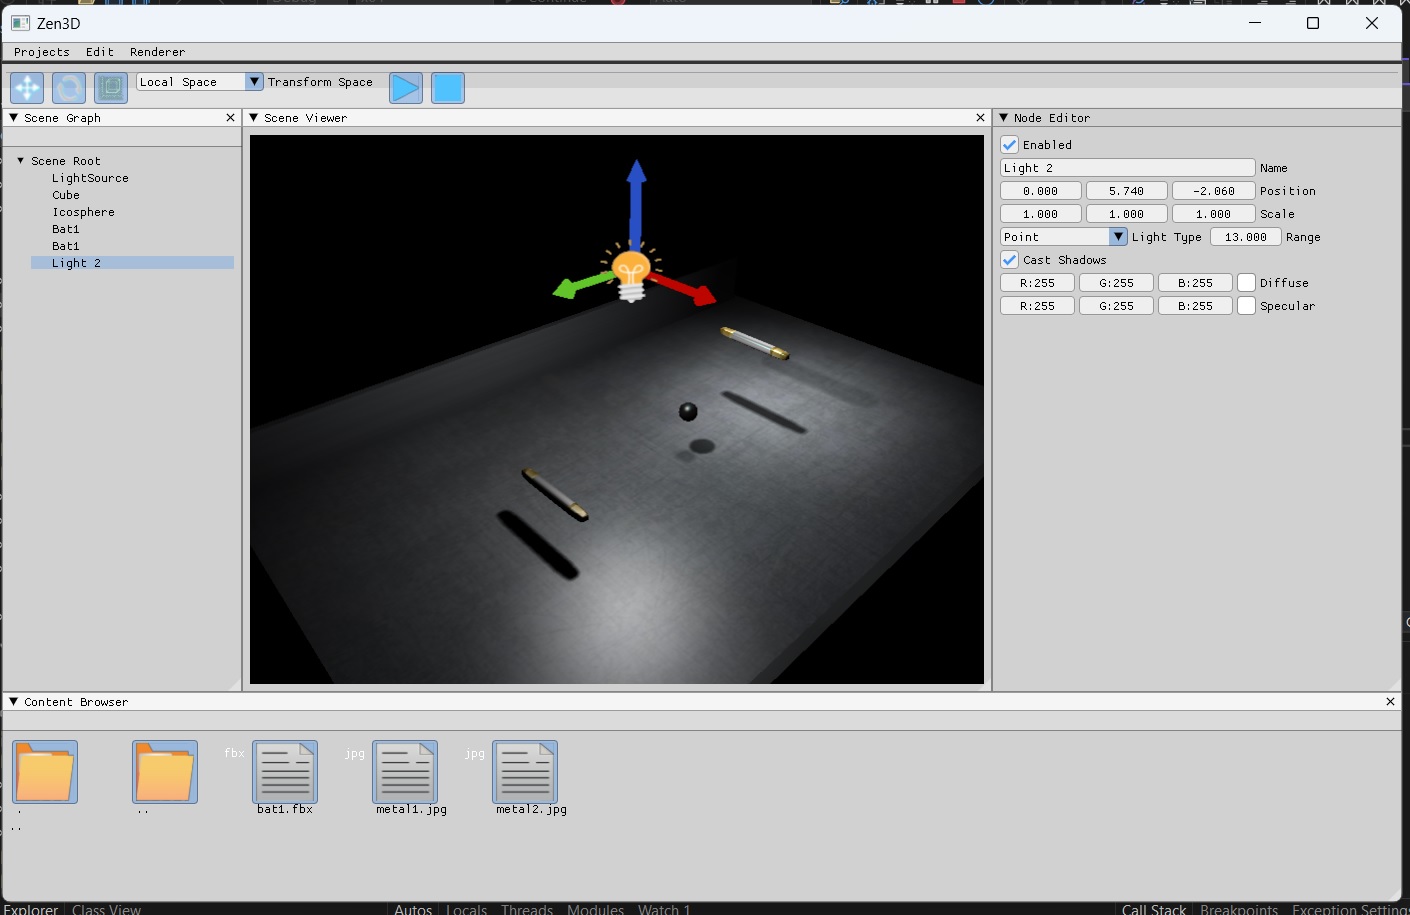 Zen3D
Projects Edit Renderer
Local Space Transform Space
Scene Graph
Scene Root
LightSource
Cube
Icosphere
Bat1
Bat1
Light 2
Scene Viewer
Node Editor
Enabled
Light 2 Name
0.000 5.740 -2.060 Position
1.000 1.000 1.000 Scale
Point Light Type 13.000 Range
Cast Shadows
R:255 G:255 B:255 Diffuse
R:255 G:255 B:255 Specular
Content Browser
fbx jpg jpg
. .. bat1.fbx metal1.jpg metal2.jpg
..
Explorer Class View Autos Locals Threads Modules Watch 1 Call Stack Breakpoints Exception Settings